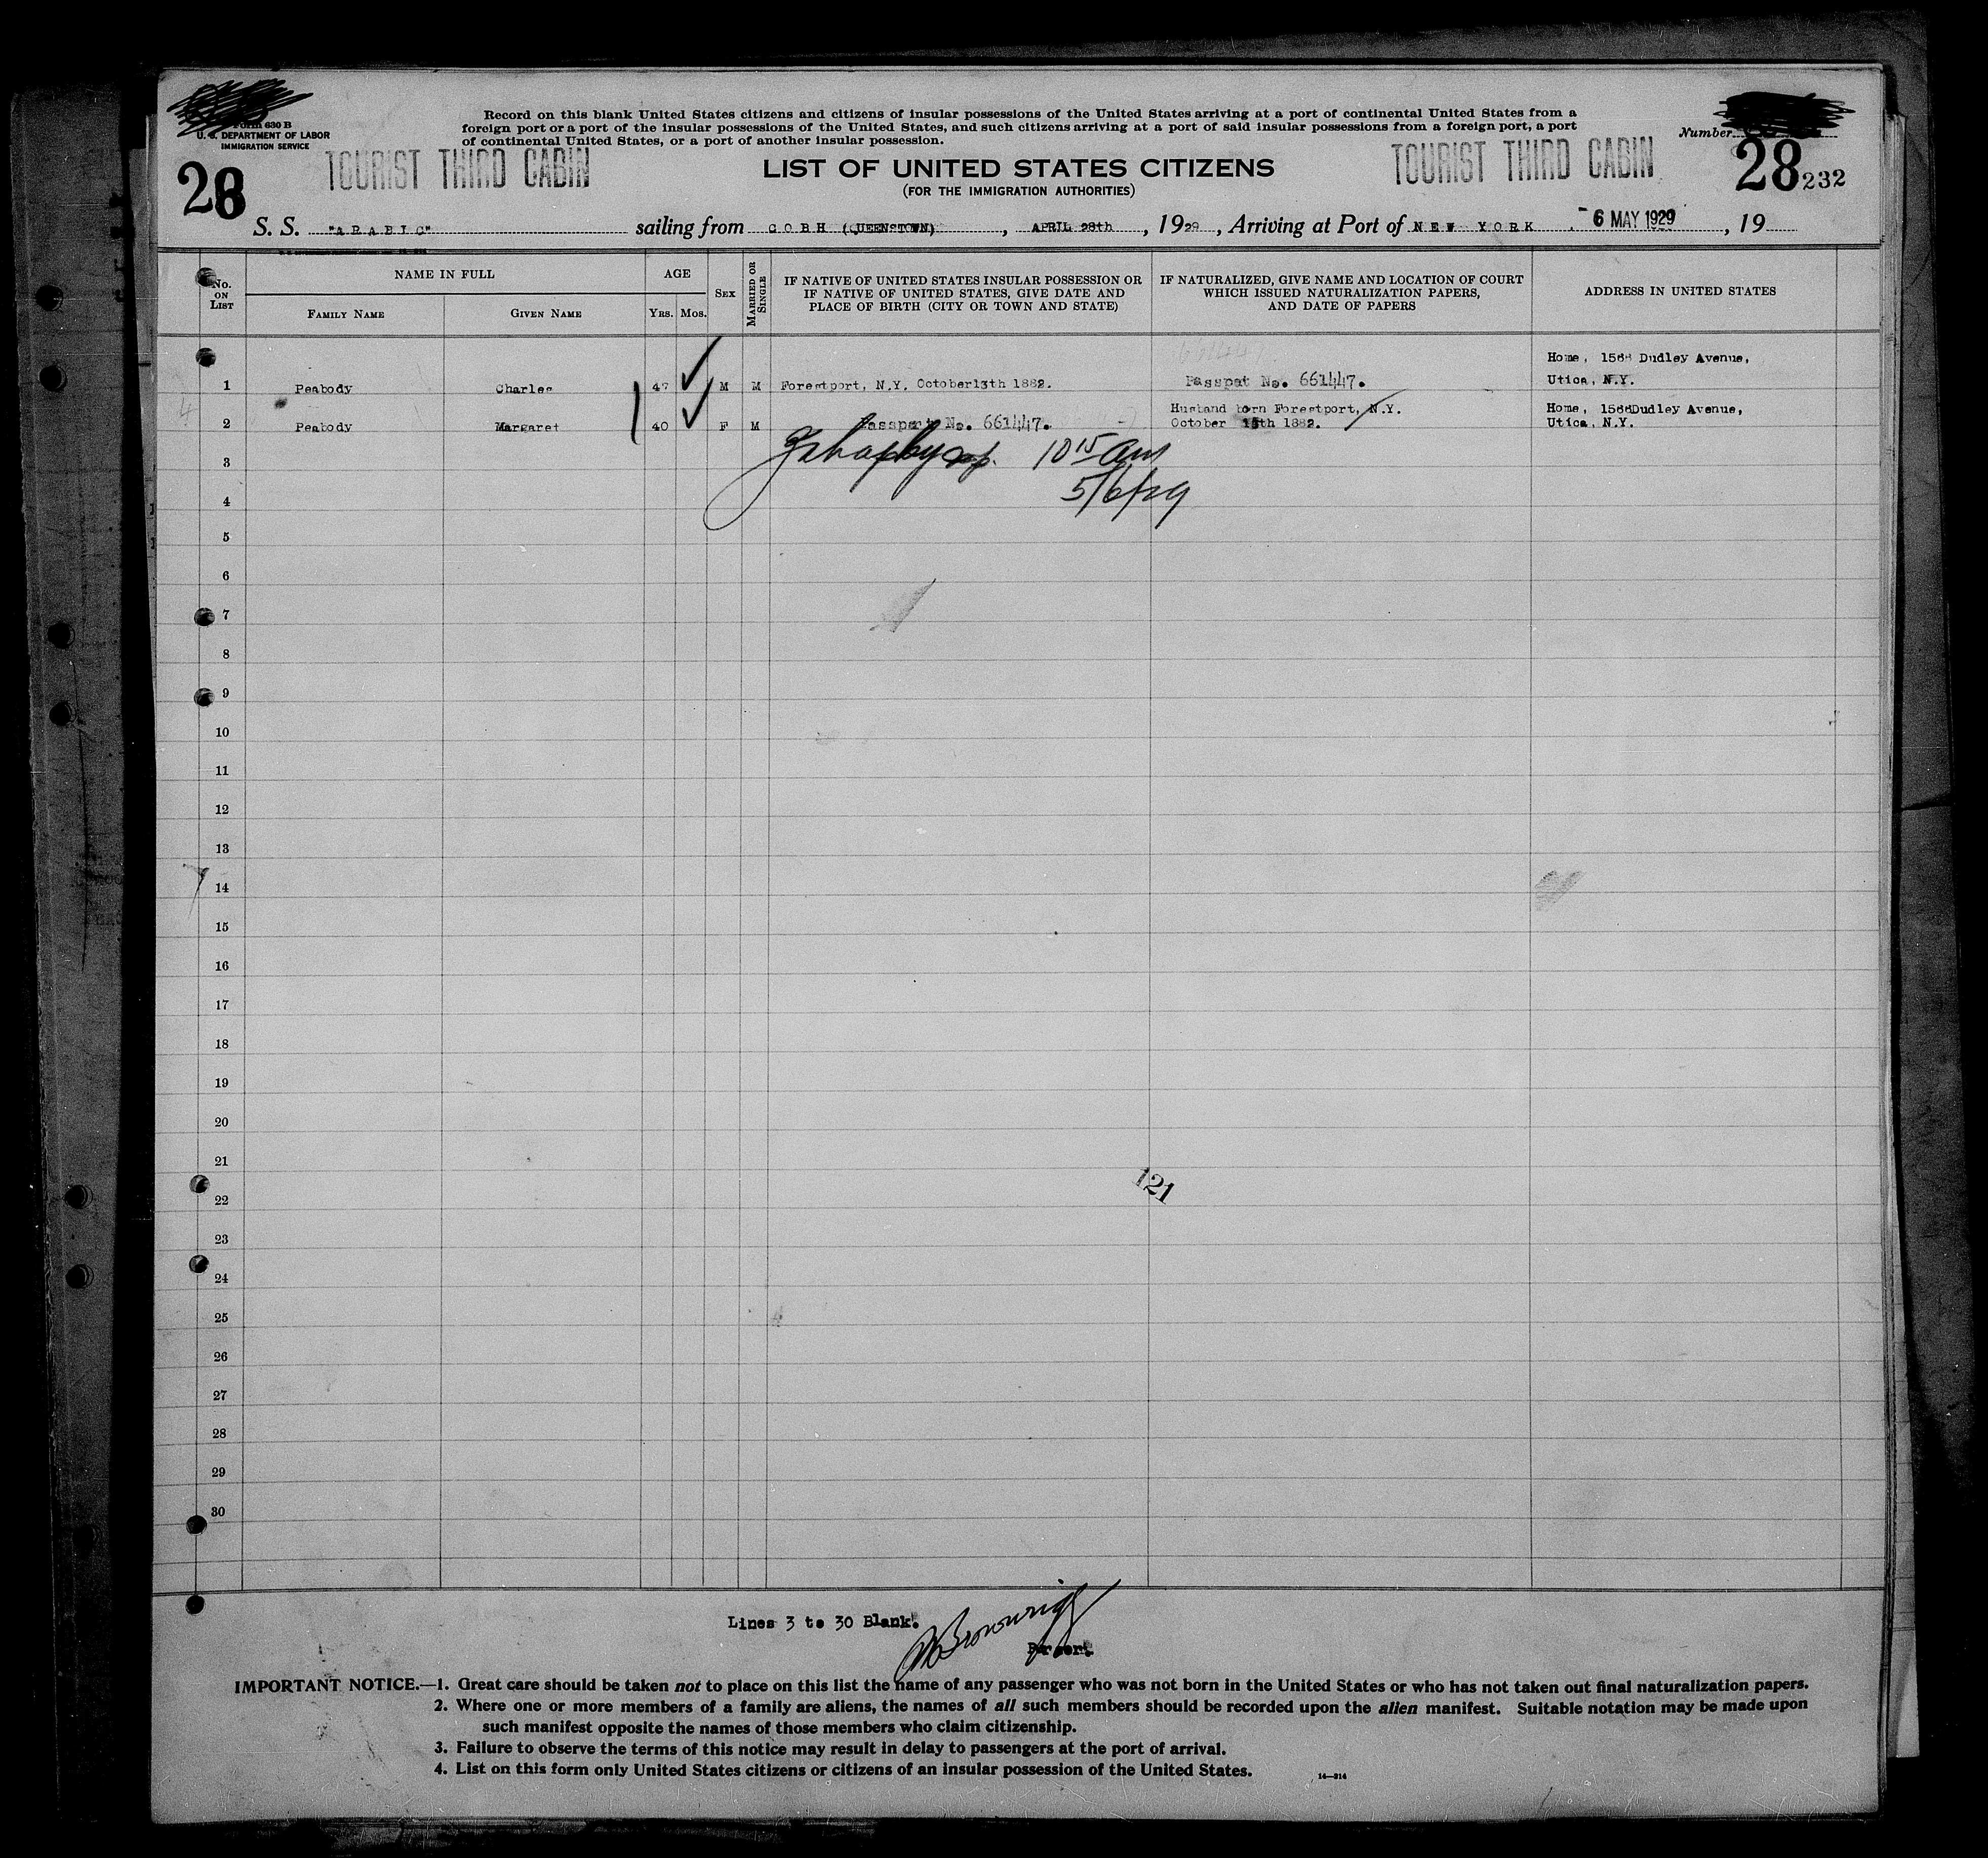 Form 630 B
U. S. DEPARTMENT OF LABOR
IMMIGRATION SERVICE
Record on this blank United States citizens and citizens of insular possessions of the United States arriving at a port of continental United States from a
foreign port or a port of the insular possessions of the United States, and such citizens arriving at a port of said insular possessions from a foreign port, a port
of continental United States, or a port of another insular possession.
Number
28
TOURIST THIRD CABIN
LIST OF UNITED STATES CITIZENS
TOURIST THIRD CABIN
28 232
(FOR THE IMMIGRATION AUTHORITIES)
S. S. "ARABIC" sailing from COBH (QUEENSTOWN), APRIL 28th, 1929, Arriving at Port of NEW YORK. -6 MAY 1929, 19
No. ON LIST
NAME IN FULL
FAMILY NAME
GIVEN NAME
AGE
YRS. MOS.
SEX
MARRIED OR SINGLE
IF NATIVE OF UNITED STATES INSULAR POSSESSION OR
IF NATIVE OF UNITED STATES, GIVE DATE AND
PLACE OF BIRTH (CITY OR TOWN AND STATE)
IF NATURALIZED, GIVE NAME AND LOCATION OF COURT
WHICH ISSUED NATURALIZATION PAPERS,
AND DATE OF PAPERS
ADDRESS IN UNITED STATES
661447
Home, 1566 Dudley Avenue,
1 Peabody Charles 47 M M Forestport, N.Y. October 13th 1882. Passpot No. 661447. Utica, N.Y.
Husband born Forestport, N.Y. Home, 1566 Dudley Avenue,
2 Peabody Margaret 40 F M Passport No. 661447. October 13th 1882. Utica, N.Y.
3 10 15 am
4 5/6/29
5
6
7
8
9
10
11
12
13
14
15
16
17
18
19
20
21
121
22
23
24
25
26
27
28
29
30
Lines 3 to 30 Blank.
Purser.
IMPORTANT NOTICE.—1. Great care should be taken not to place on this list the name of any passenger who was not born in the United States or who has not taken out final naturalization papers.
2. Where one or more members of a family are aliens, the names of all such members should be recorded upon the alien manifest. Suitable notation may be made upon
such manifest opposite the names of those members who claim citizenship.
3. Failure to observe the terms of this notice may result in delay to passengers at the port of arrival.
4. List on this form only United States citizens or citizens of an insular possession of the United States.
14—314